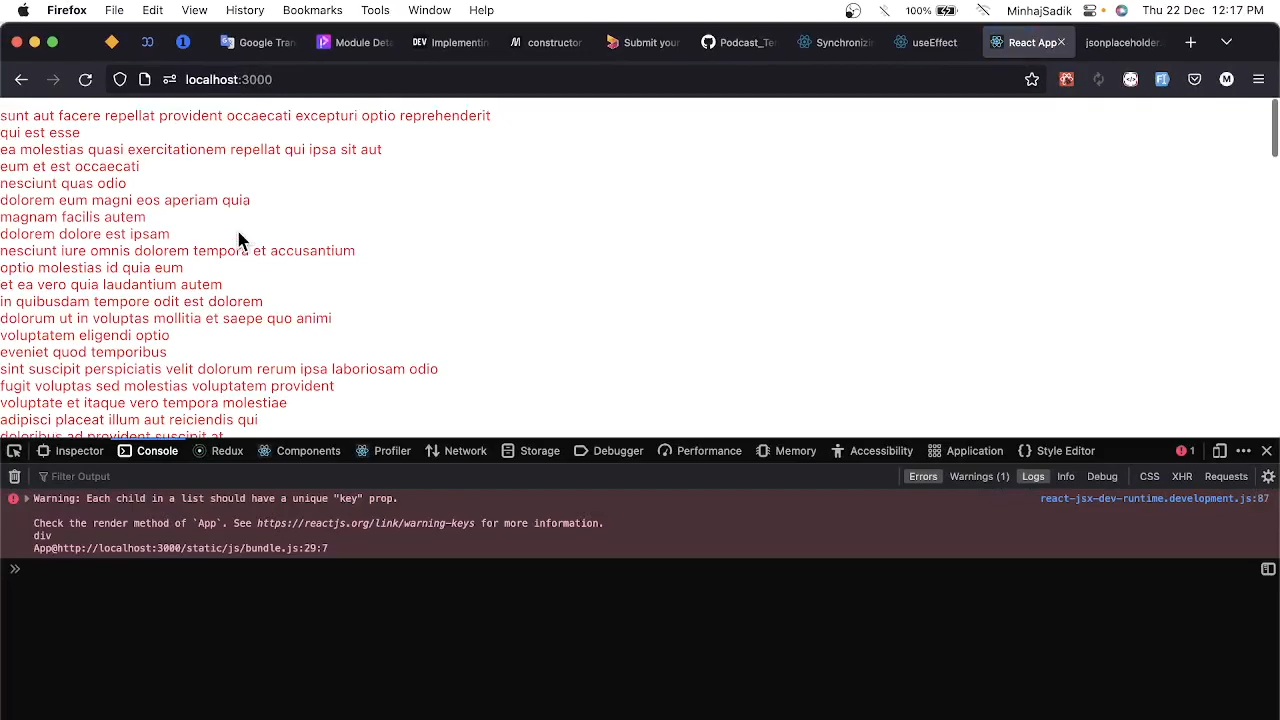 Firefox File Edit View History Bookmarks Tools Window Help 100% MinhajSadik Thu 22 Dec 12:17 PM
Google Tran Module Deta DEV Implementin constructor Submit your Podcast_Te Synchronizi useEffect React App jsonplaceholder
localhost:3000 M
sunt aut facere repellat provident occaecati excepturi optio reprehenderit
qui est esse
ea molestias quasi exercitationem repellat qui ipsa sit aut
eum et est occaecati
nesciunt quas odio
dolorem eum magni eos aperiam quia
magnam facilis autem
dolorem dolore est ipsam
nesciunt iure omnis dolorem tempora et accusantium
optio molestias id quia eum
et ea vero quia laudantium autem
in quibusdam tempore odit est dolorem
dolorum ut in voluptas mollitia et saepe quo animi
voluptatem eligendi optio
eveniet quod temporibus
sint suscipit perspiciatis velit dolorum rerum ipsa laboriosam odio
fugit voluptas sed molestias voluptatem provident
voluptate et itaque vero tempora molestiae
adipisci placeat illum aut reiciendis qui
doloribus ad provident suscipit at
Inspector Console Redux Components Profiler Network Storage Debugger Performance Memory Accessibility Application Style Editor 1
Filter Output Errors Warnings (1) Logs Info Debug CSS XHR Requests
Warning: Each child in a list should have a unique "key" prop. react-jsx-dev-runtime.development.js:87
Check the render method of `App`. See https://reactjs.org/link/warning-keys for more information.
div
App@http://localhost:3000/static/js/bundle.js:29:7